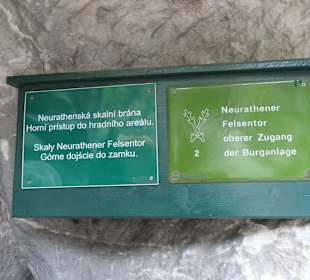 Neurathenská skalní brána
Horní přístup do hradního areálu.
Skały Neurathener Felsentor
Górne dojście do zamku.
Neurathener
Felsentor
oberer Zugang
2 der Burganlage